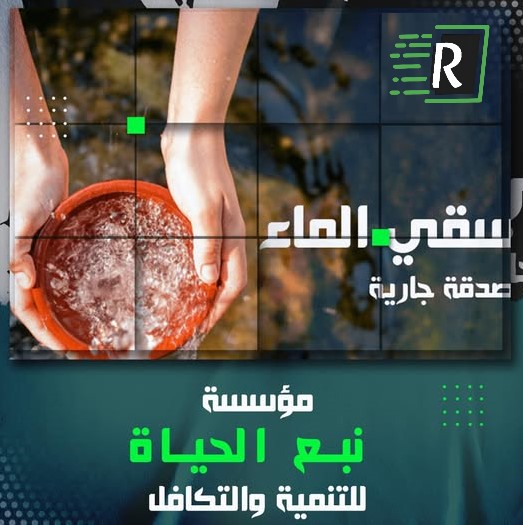 R
سقي الماء
صدقة جارية
مؤسسة
نبع الحياة
للتنمية والتكافل